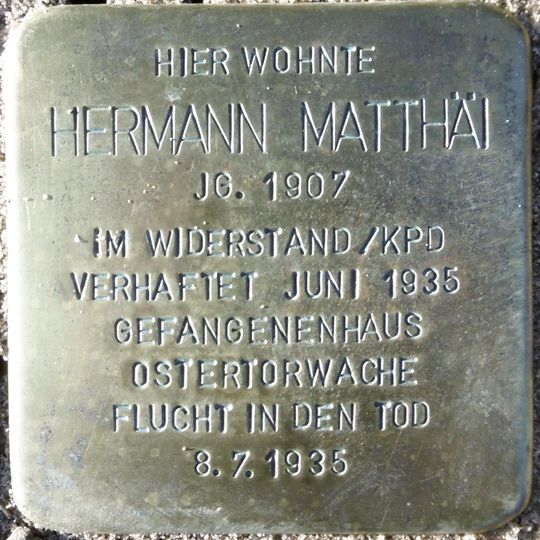 HIER WOHNTE
HERMANN MATTHÄI
JG. 1907
IM WIDERSTAND/KPD
VERHAFTET JUNI 1935
GEFANGENENHAUS
OSTERTORWACHE
FLUCHT IN DEN TOD
8.7.1935